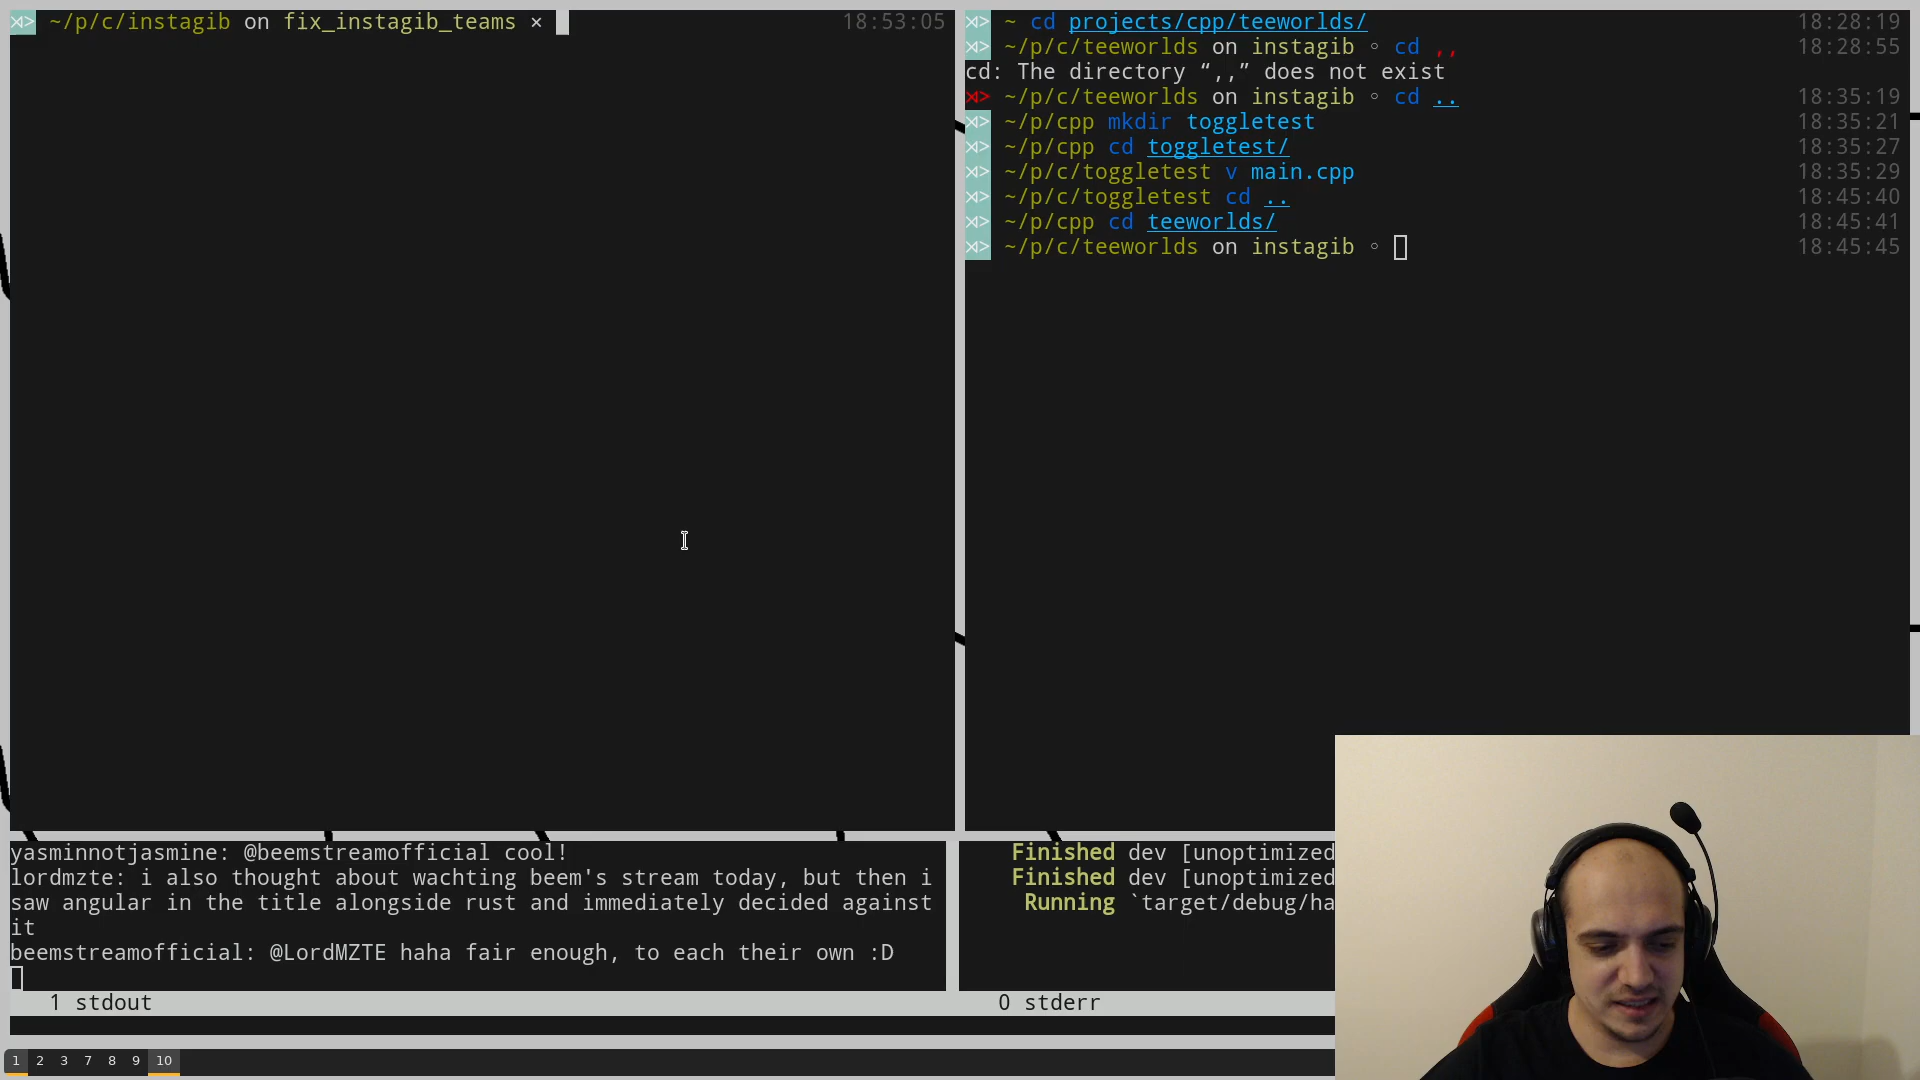 ⋊> ~/p/c/instagib on fix_instagib_teams × 18:53:05
⋊> ~ cd projects/cpp/teeworlds/ 18:28:19
⋊> ~/p/c/teeworlds on instagib ◦ cd ,, 18:28:55
cd: The directory “,,” does not exist
⋊> ~/p/c/teeworlds on instagib ◦ cd .. 18:35:19
⋊> ~/p/cpp mkdir toggletest 18:35:21
⋊> ~/p/cpp cd toggletest/ 18:35:27
⋊> ~/p/c/toggletest v main.cpp 18:35:29
⋊> ~/p/c/toggletest cd .. 18:45:40
⋊> ~/p/cpp cd teeworlds/ 18:45:41
⋊> ~/p/c/teeworlds on instagib ◦ 18:45:45
yasminnotjasmine: @beemstreamofficial cool!
lordmzte: i also thought about wachting beem's stream today, but then i
saw angular in the title alongside rust and immediately decided against
it
beemstreamofficial: @LordMZTE haha fair enough, to each their own :D
1 stdout
Finished dev [unoptimized
Finished dev [unoptimized
Running `target/debug/ha
0 stderr
1 2 3 7 8 9 10